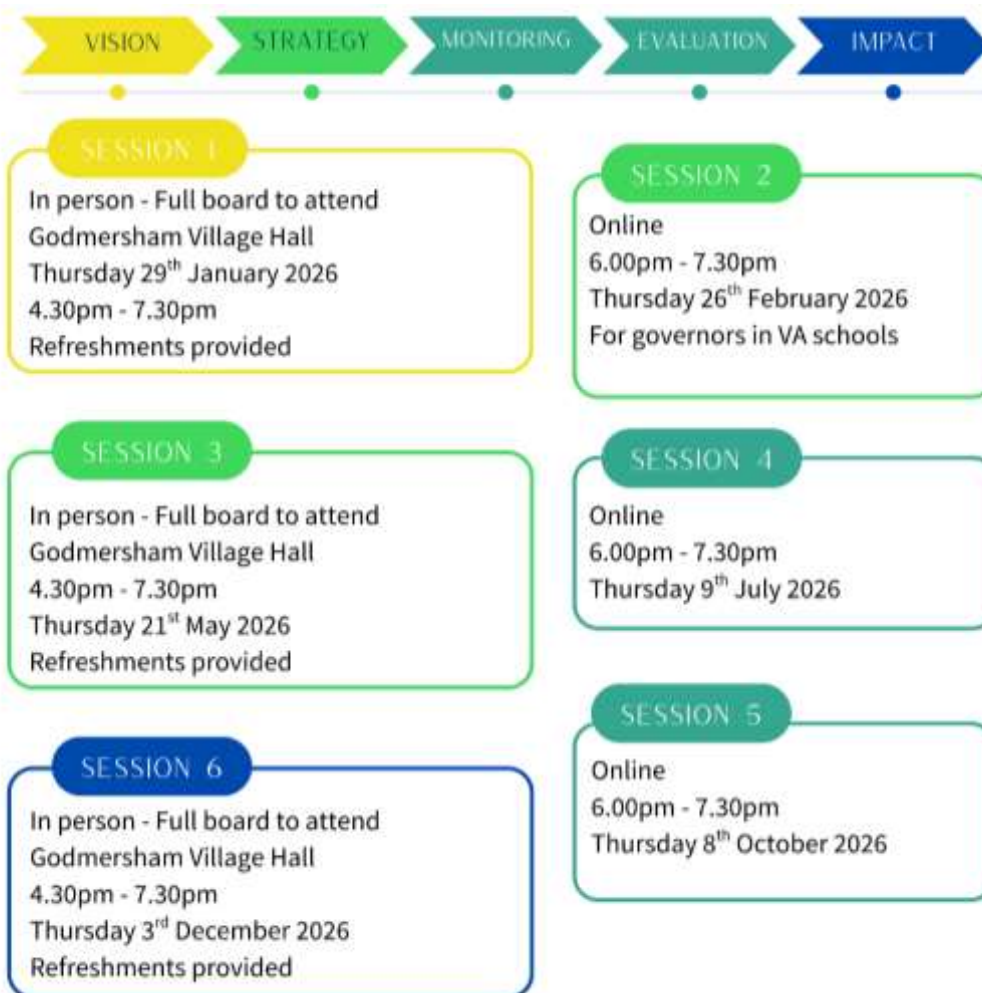 VISION
STRATEGY
MONITORING
EVALUATION
IMPACT
SESSION 1
In person - Full board to attend
Godmersham Village Hall
Thursday 29th January 2026
4.30pm - 7.30pm
Refreshments provided
SESSION 2
Online
6.00pm - 7.30pm
Thursday 26th February 2026
For governors in VA schools
SESSION 3
In person - Full board to attend
Godmersham Village Hall
4.30pm - 7.30pm
Thursday 21st May 2026
Refreshments provided
SESSION 4
Online
6.00pm - 7.30pm
Thursday 9th July 2026
SESSION 5
Online
6.00pm - 7.30pm
Thursday 8th October 2026
SESSION 6
In person - Full board to attend
Godmersham Village Hall
4.30pm - 7.30pm
Thursday 3rd December 2026
Refreshments provided